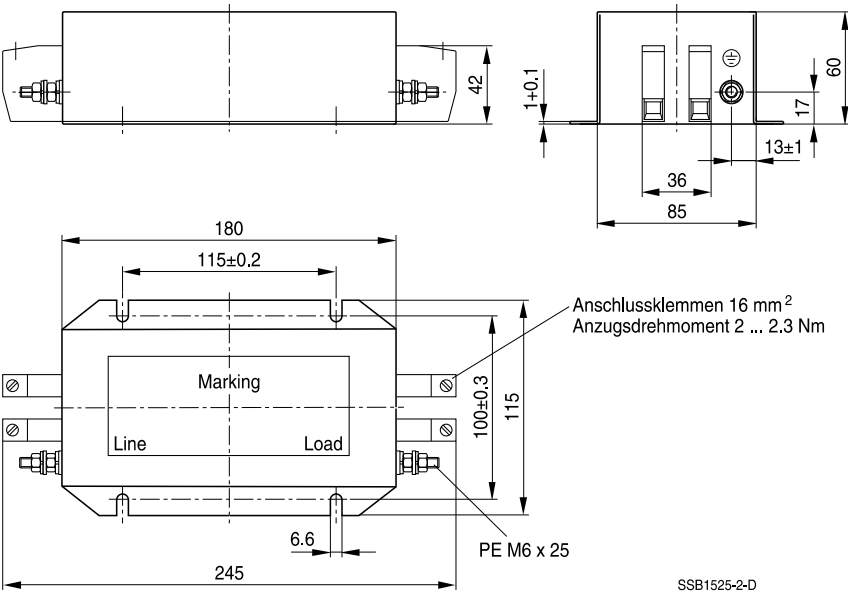 42
1+0.1
60
17
13±1
36
85
180
115±0.2
Anschlussklemmen 16 mm²
Anzugsdrehmoment 2 ... 2.3 Nm
Marking
Line Load
100±0.3
115
6.6
PE M6 x 25
245
SSB1525-2-D